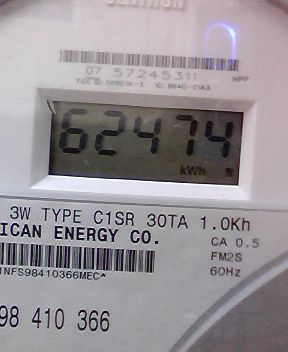 07 57245311
62474
kWh
3W TYPE C1SR 30TA 1.0Kh
ICAN ENERGY CO.
CA 0.5
FM2S
60Hz
INFS98410366MEC*
98 410 366